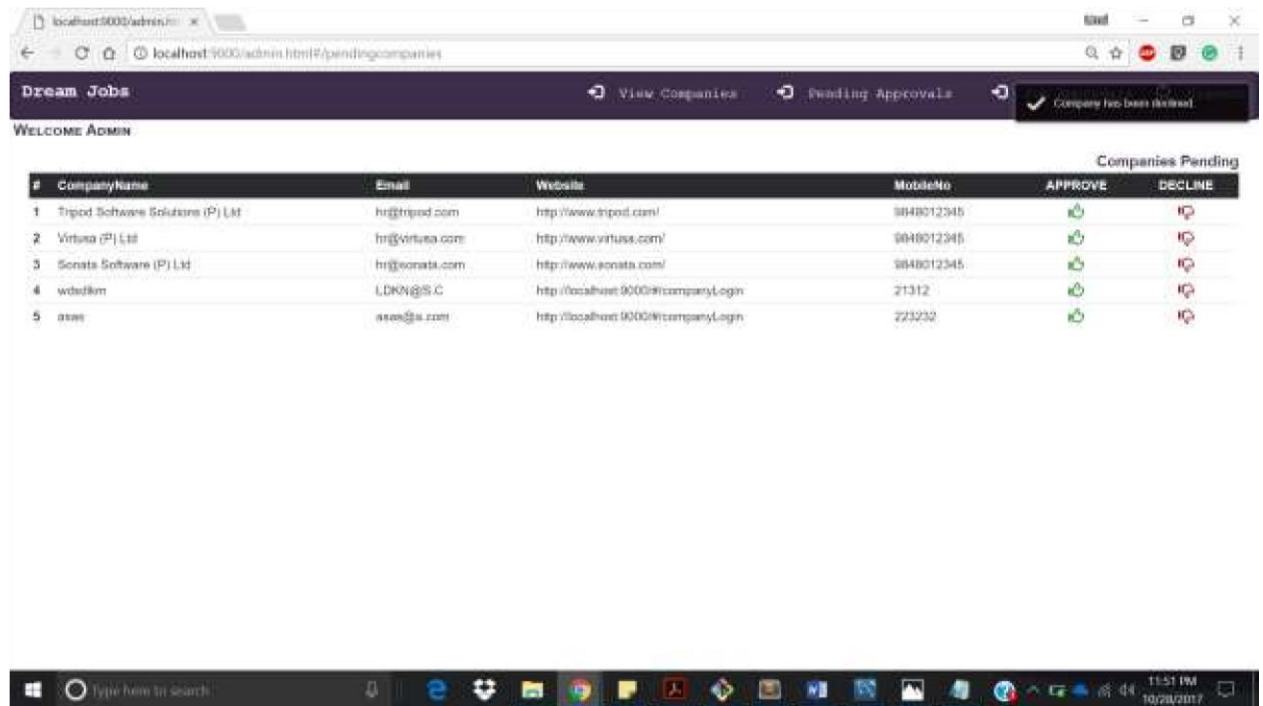 localhost:9000/admin.h
localhost:9000/admin.html#/pendingcompanies
Dream Jobs
View Companies
Pending Approvals
Company has been declined.
WELCOME ADMIN
Companies Pending
# CompanyName Email Website MobileNo APPROVE DECLINE
1 Tripod Software Solutions (P) Ltd hr@tripod.com http://www.tripod.com/ 9848012345
2 Virtusa (P) Ltd hr@virtusa.com http://www.virtusa.com/ 9848012345
3 Sonata Software (P) Ltd hr@sonata.com http://www.sonata.com/ 9848012345
4 wdsdlkm LDKN@S.C http://localhost:9000/#/companyLogin 21312
5 asas asas@a.com http://localhost:9000/#/companyLogin 223232
Type here to search
11:51 PM
10/28/2017